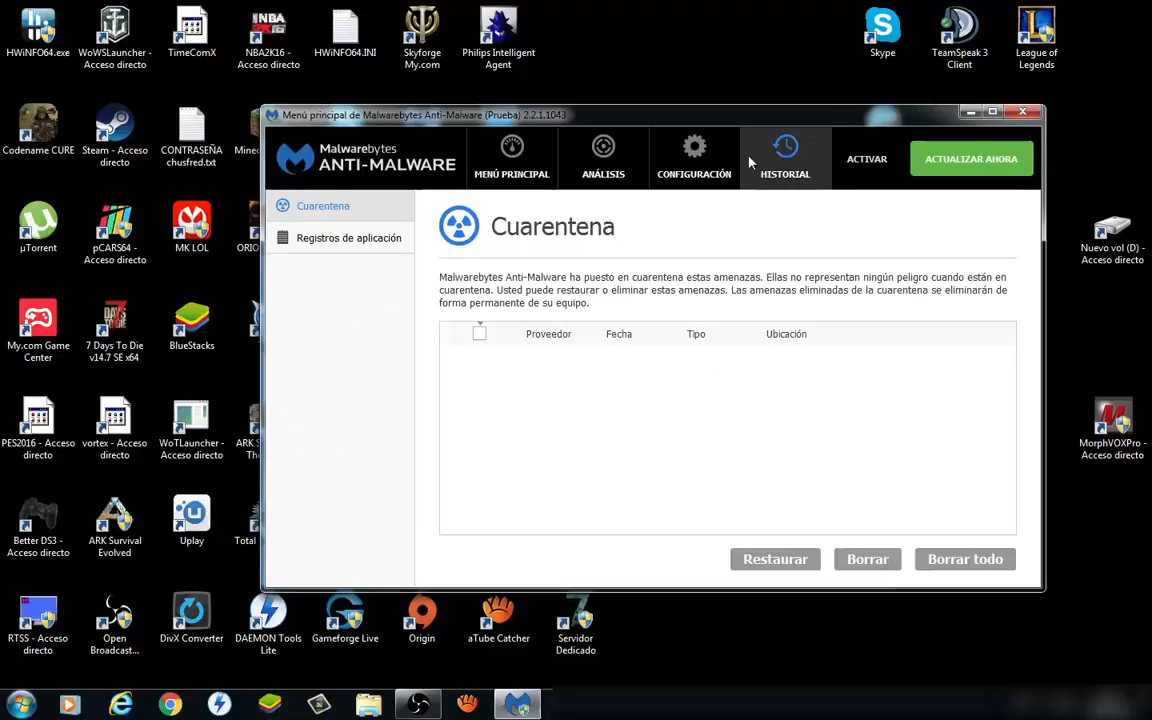 HWiNFO64.exe
WoWSLauncher -
Acceso directo
TimeComX
NBA2K16 -
Acceso directo
HWiNFO64.INI
Skyforge
My.com
Philips Intelligent
Agent
Skype
TeamSpeak 3
Client
League of
Legends
Codename CURE
Steam - Acceso
directo
CONTRASEÑA
chusfred.txt
Menú principal de Malwarebytes Anti-Malware (Prueba) 2.2.1.1043
Malwarebytes
ANTI-MALWARE
MENÚ PRINCIPAL
ANÁLISIS
CONFIGURACIÓN
HISTORIAL
ACTIVAR
ACTUALIZAR AHORA
Cuarentena
Registros de aplicación
Cuarentena
Malwarebytes Anti-Malware ha puesto en cuarentena estas amenazas. Ellas no representan ningún peligro cuando están en
cuarentena. Usted puede restaurar o eliminar estas amenazas. Las amenazas eliminadas de la cuarentena se eliminarán de
forma permanente de su equipo.
Proveedor
Fecha
Tipo
Ubicación
Restaurar
Borrar
Borrar todo
µTorrent
pCARS64 -
Acceso directo
MK LOL
Nuevo vol (D) -
Acceso directo
My.com Game
Center
7 Days To Die
v14.7 SE x64
BlueStacks
PES2016 - Acceso
directo
vortex - Acceso
directo
WoTLauncher -
Acceso directo
ARK S
MorphVOXPro -
Acceso directo
Better DS3 -
Acceso directo
ARK Survival
Evolved
Uplay
Total
RTSS - Acceso
directo
Open
Broadcast...
DivX Converter
DAEMON Tools
Lite
Gameforge Live
Origin
aTube Catcher
Servidor
Dedicado